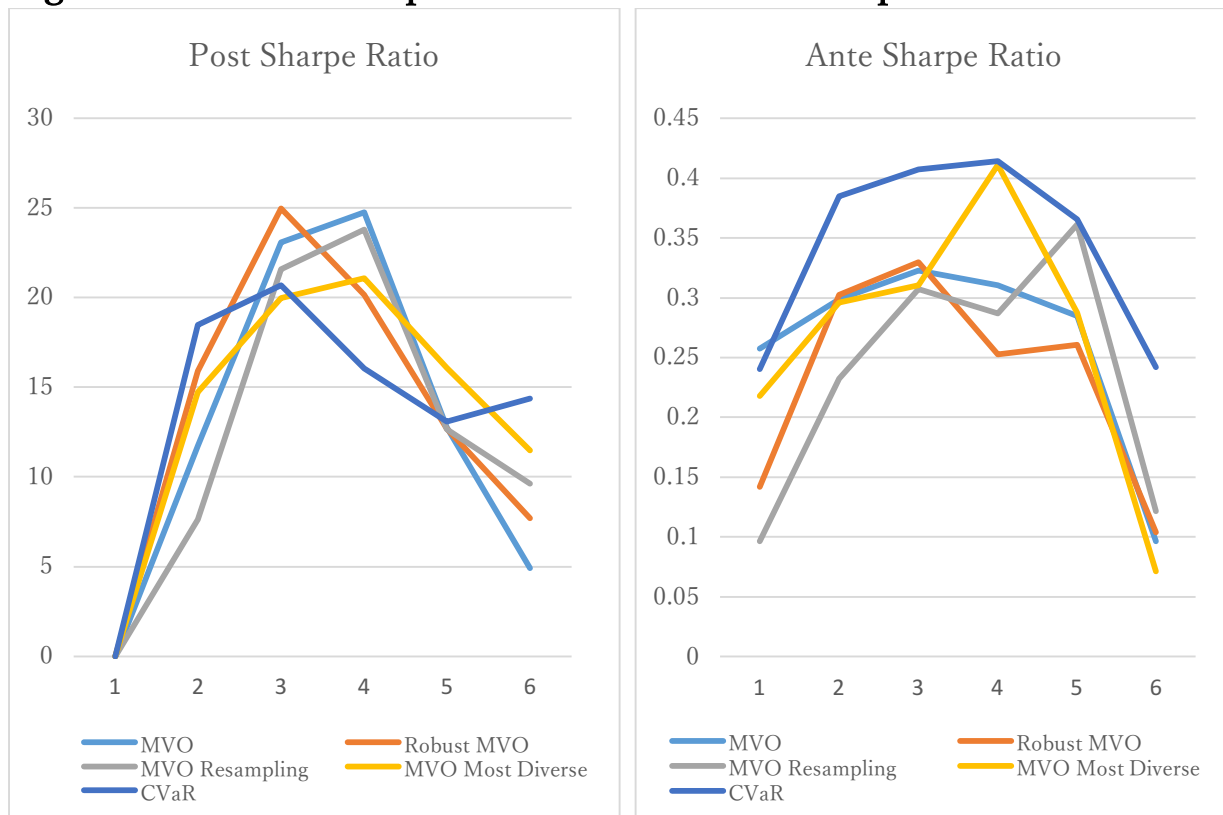 Post Sharpe Ratio
30
25
20
15
10
5
0
1 2 3 4 5 6
MVO Robust MVO
MVO Resampling MVO Most Diverse
CVaR
Ante Sharpe Ratio
0.45
0.4
0.35
0.3
0.25
0.2
0.15
0.1
0.05
0
1 2 3 4 5 6
MVO Robust MVO
MVO Resampling MVO Most Diverse
CVaR